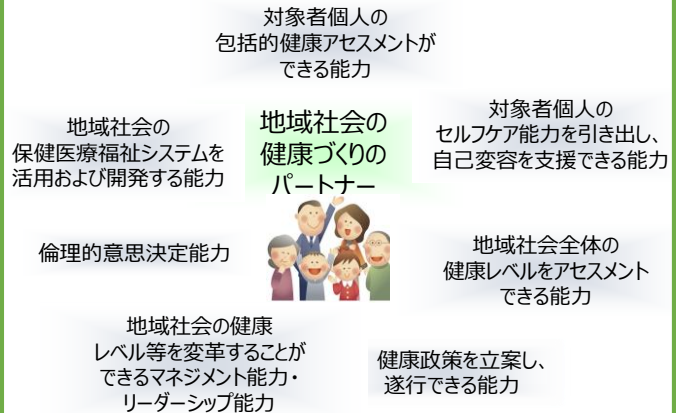 対象者個人の
包括的健康アセスメントが
できる能力
地域社会の
保健医療福祉システムを
活用および開発する能力
地域社会の
健康づくりの
パートナー
対象者個人の
セルフケア能力を引き出し、
自己変容を支援できる能力
倫理的意思決定能力
地域社会全体の
健康レベルをアセスメント
できる能力
地域社会の健康
レベル等を変革することが
できるマネジメント能力・
リーダーシップ能力
健康政策を立案し、
遂行できる能力